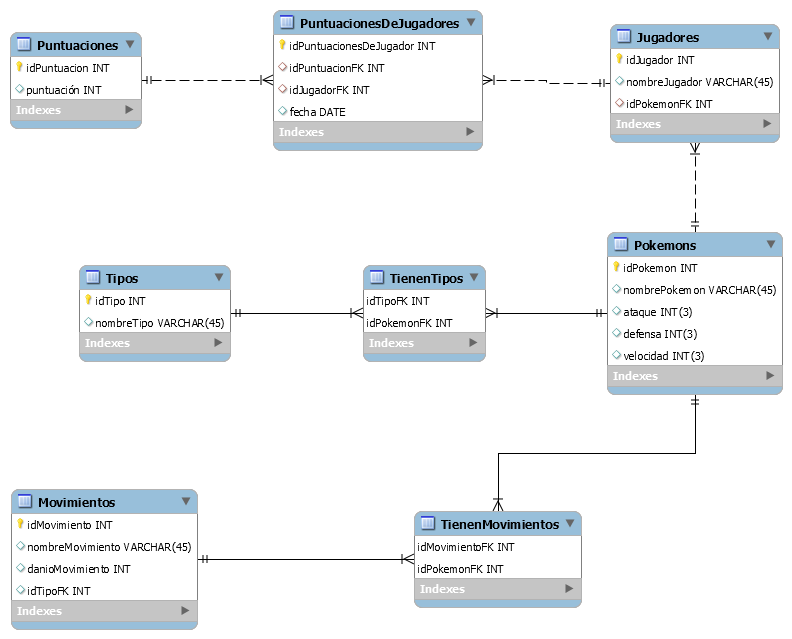 Puntuaciones
idPuntuacion INT
puntuación INT
Indexes
PuntuacionesDeJugadores
idPuntuacionesDeJugador INT
idPuntuacionFK INT
idJugadorFK INT
fecha DATE
Indexes
Jugadores
idJugador INT
nombreJugador VARCHAR(45)
idPokemonFK INT
Indexes
Tipos
idTipo INT
nombreTipo VARCHAR(45)
Indexes
TienenTipos
idTipoFK INT
idPokemonFK INT
Indexes
Pokemons
idPokemon INT
nombrePokemon VARCHAR(45)
ataque INT(3)
defensa INT(3)
velocidad INT(3)
Indexes
Movimientos
idMovimiento INT
nombreMovimiento VARCHAR(45)
danioMovimiento INT
idTipoFK INT
Indexes
TienenMovimientos
idMovimientoFK INT
idPokemonFK INT
Indexes